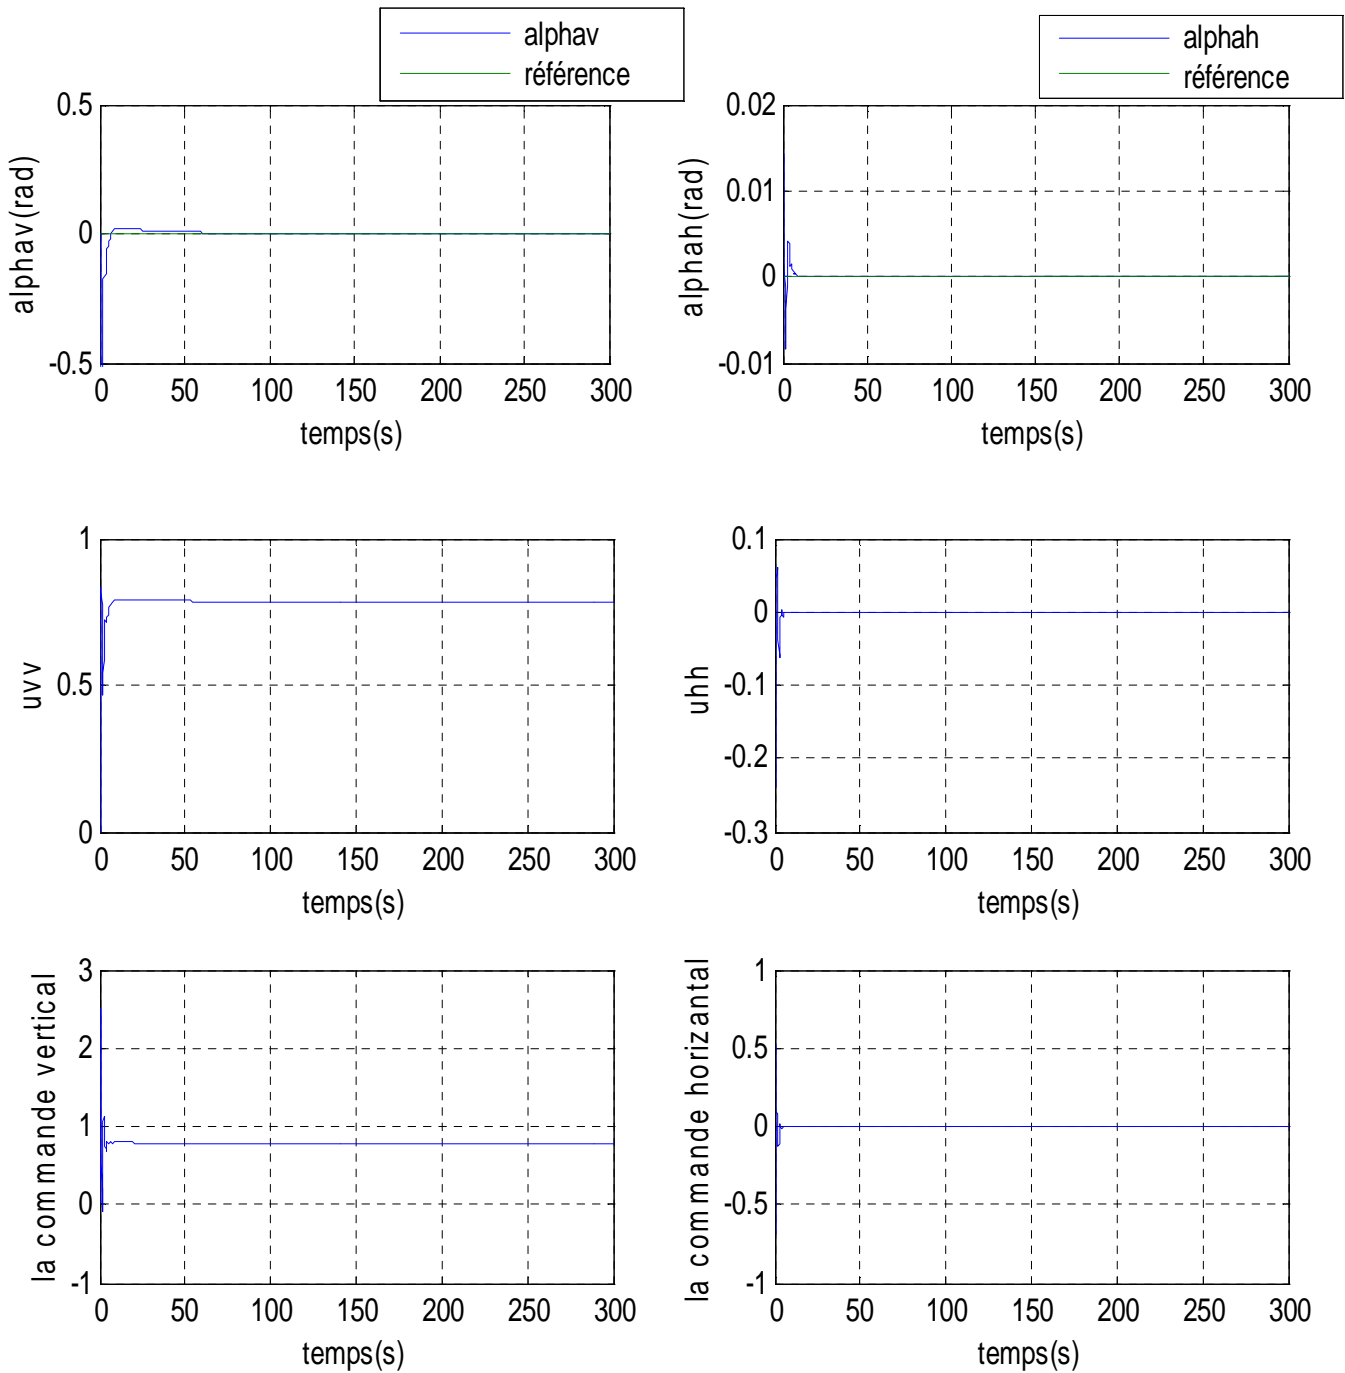 alphav
référence
alphah
référence
0.5
0
-0.5
alphav(rad)
0 50 100 150 200 250 300
temps(s)
0.02
0.01
0
-0.01
alphah(rad)
0 50 100 150 200 250 300
temps(s)
1
0.5
0
uvv
0 50 100 150 200 250 300
temps(s)
0.1
0
-0.1
-0.2
-0.3
uhh
0 50 100 150 200 250 300
temps(s)
3
2
1
0
-1
la commande vertical
0 50 100 150 200 250 300
temps(s)
1
0.5
0
-0.5
-1
la commande horizantal
0 50 100 150 200 250 300
temps(s)